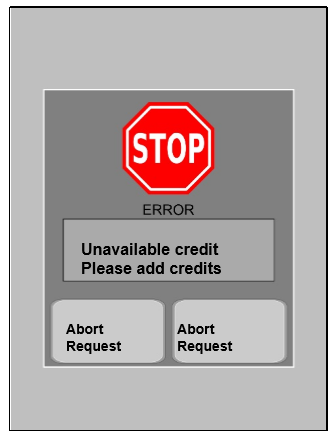 STOP
ERROR
Unavailable credit
Please add credits
Abort
Request
Abort
Request